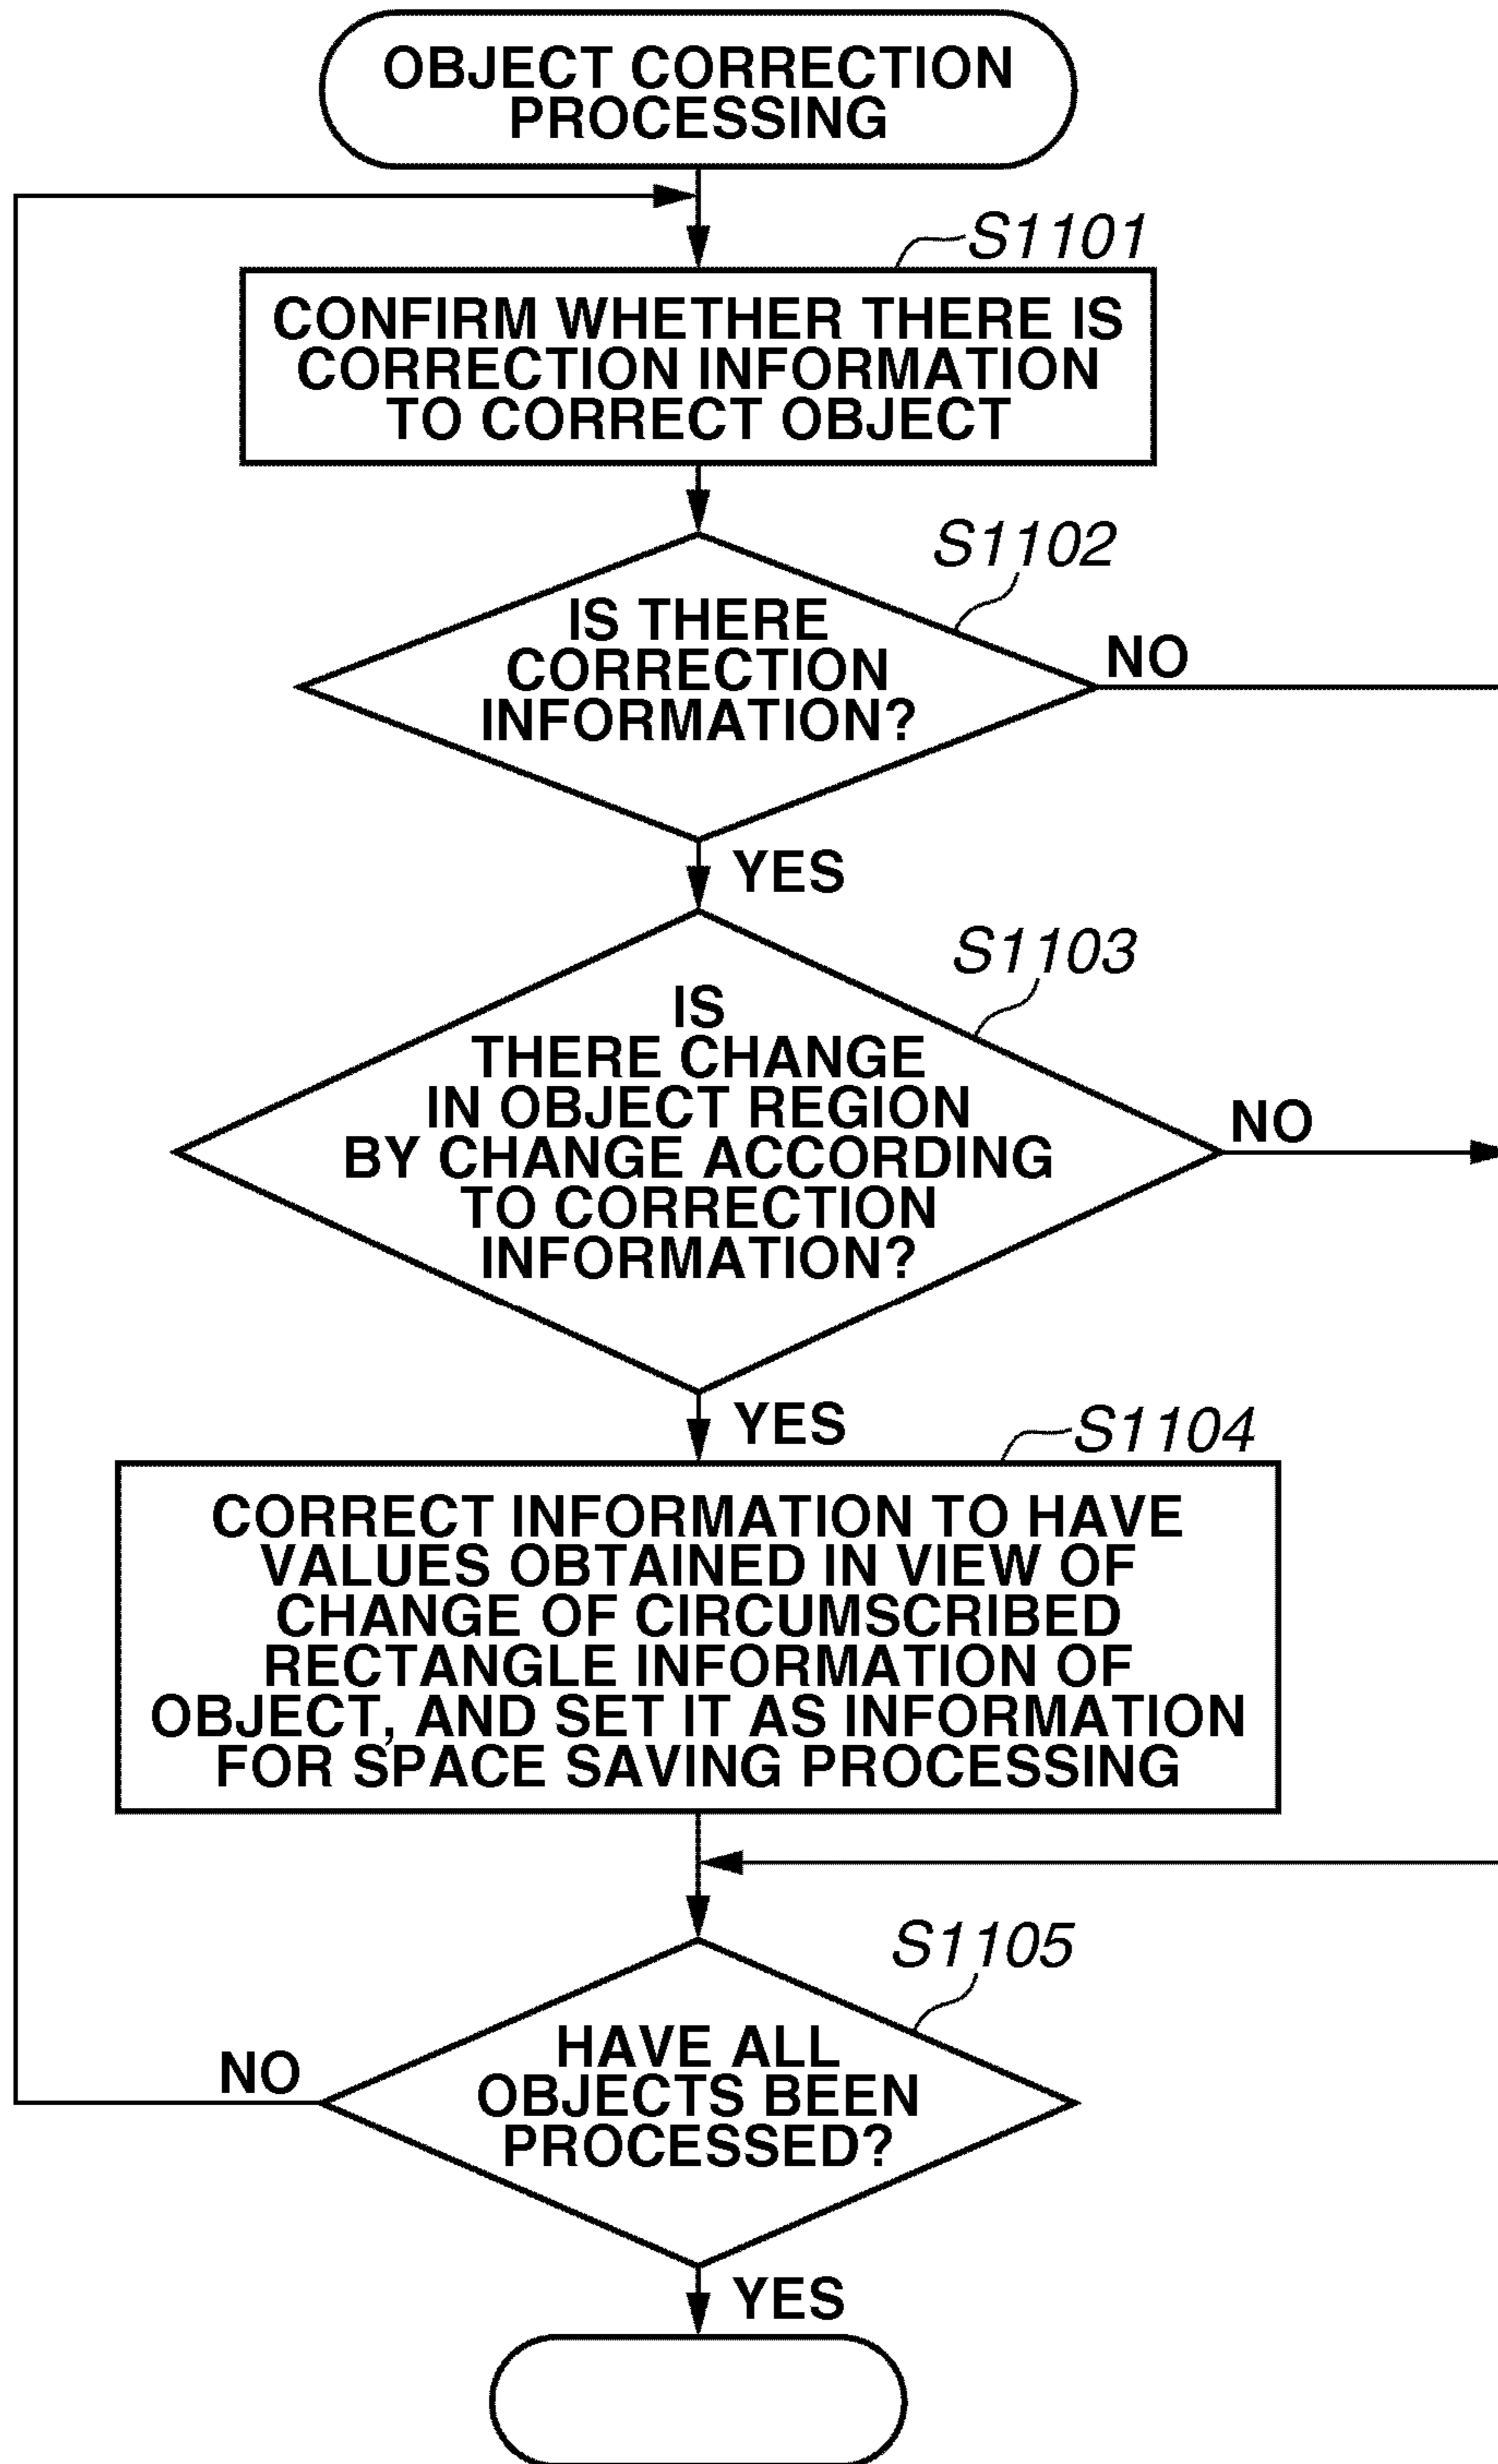 OBJECT CORRECTION
PROCESSING
S1101
CONFIRM WHETHER THERE IS
CORRECTION INFORMATION
TO CORRECT OBJECT
S1102
IS THERE
CORRECTION
INFORMATION?
NO
YES
S1103
IS
THERE CHANGE
IN OBJECT REGION
BY CHANGE ACCORDING
TO CORRECTION
INFORMATION?
NO
YES
S1104
CORRECT INFORMATION TO HAVE
VALUES OBTAINED IN VIEW OF
CHANGE OF CIRCUMSCRIBED
RECTANGLE INFORMATION OF
OBJECT, AND SET IT AS INFORMATION
FOR SPACE SAVING PROCESSING
S1105
HAVE ALL
OBJECTS BEEN
PROCESSED?
NO
YES